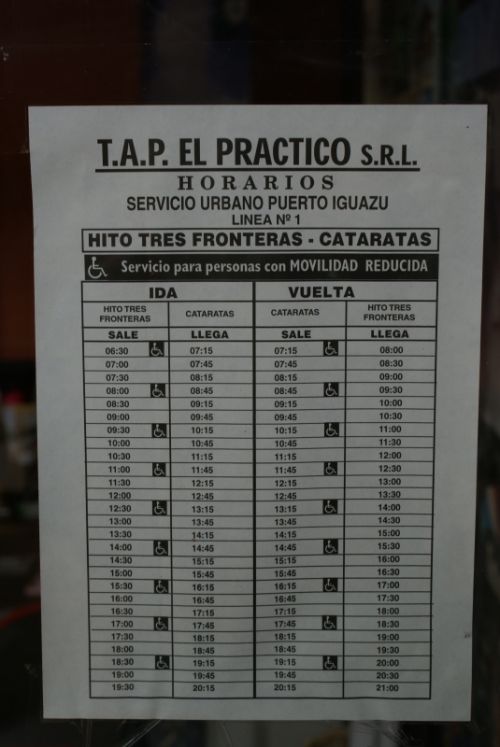 T.A.P. EL PRACTICO S.R.L.
HORARIOS
SERVICIO URBANO PUERTO IGUAZU
LINEA Nº 1
HITO TRES FRONTERAS - CATARATAS
Servicio para personas con MOVILIDAD REDUCIDA
IDA VUELTA
HITO TRES FRONTERAS CATARATAS CATARATAS HITO TRES FRONTERAS
SALE LLEGA SALE LLEGA
06:30 07:15 07:15 08:00
07:00 07:45 07:45 08:30
07:30 08:15 08:15 09:00
08:00 08:45 08:45 09:30
08:30 09:15 09:15 10:00
09:00 09:45 09:45 10:30
09:30 10:15 10:15 11:00
10:00 10:45 10:45 11:30
10:30 11:15 11:15 12:00
11:00 11:45 11:45 12:30
11:30 12:15 12:15 13:00
12:00 12:45 12:45 13:30
12:30 13:15 13:15 14:00
13:00 13:45 13:45 14:30
13:30 14:15 14:15 15:00
14:00 14:45 14:45 15:30
14:30 15:15 15:15 16:00
15:00 15:45 15:45 16:30
15:30 16:15 16:15 17:00
16:00 16:45 16:45 17:30
16:30 17:15 17:15 18:00
17:00 17:45 17:45 18:30
17:30 18:15 18:15 19:00
18:00 18:45 18:45 19:30
18:30 19:15 19:15 20:00
19:00 19:45 19:45 20:30
19:30 20:15 20:15 21:00